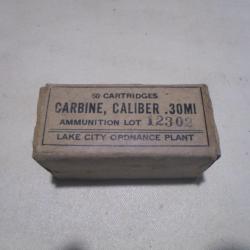 50 CARTRIDGES
CARBINE, CALIBER .30M1
AMMUNITION LOT 12302
LAKE CITY ORDNANCE PLANT